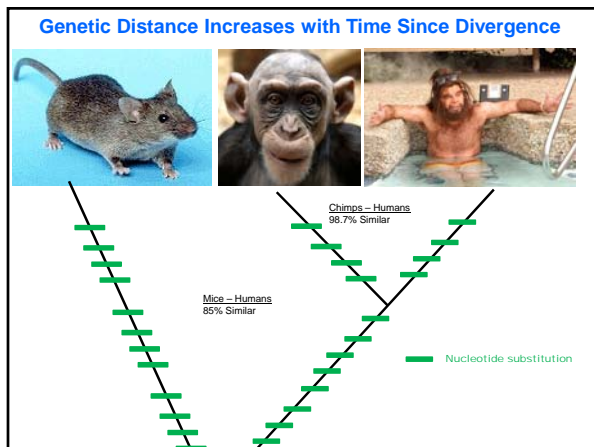 Genetic Distance Increases with Time Since Divergence
Chimps – Humans
98.7% Similar
Mice – Humans
85% Similar
Nucleotide substitution